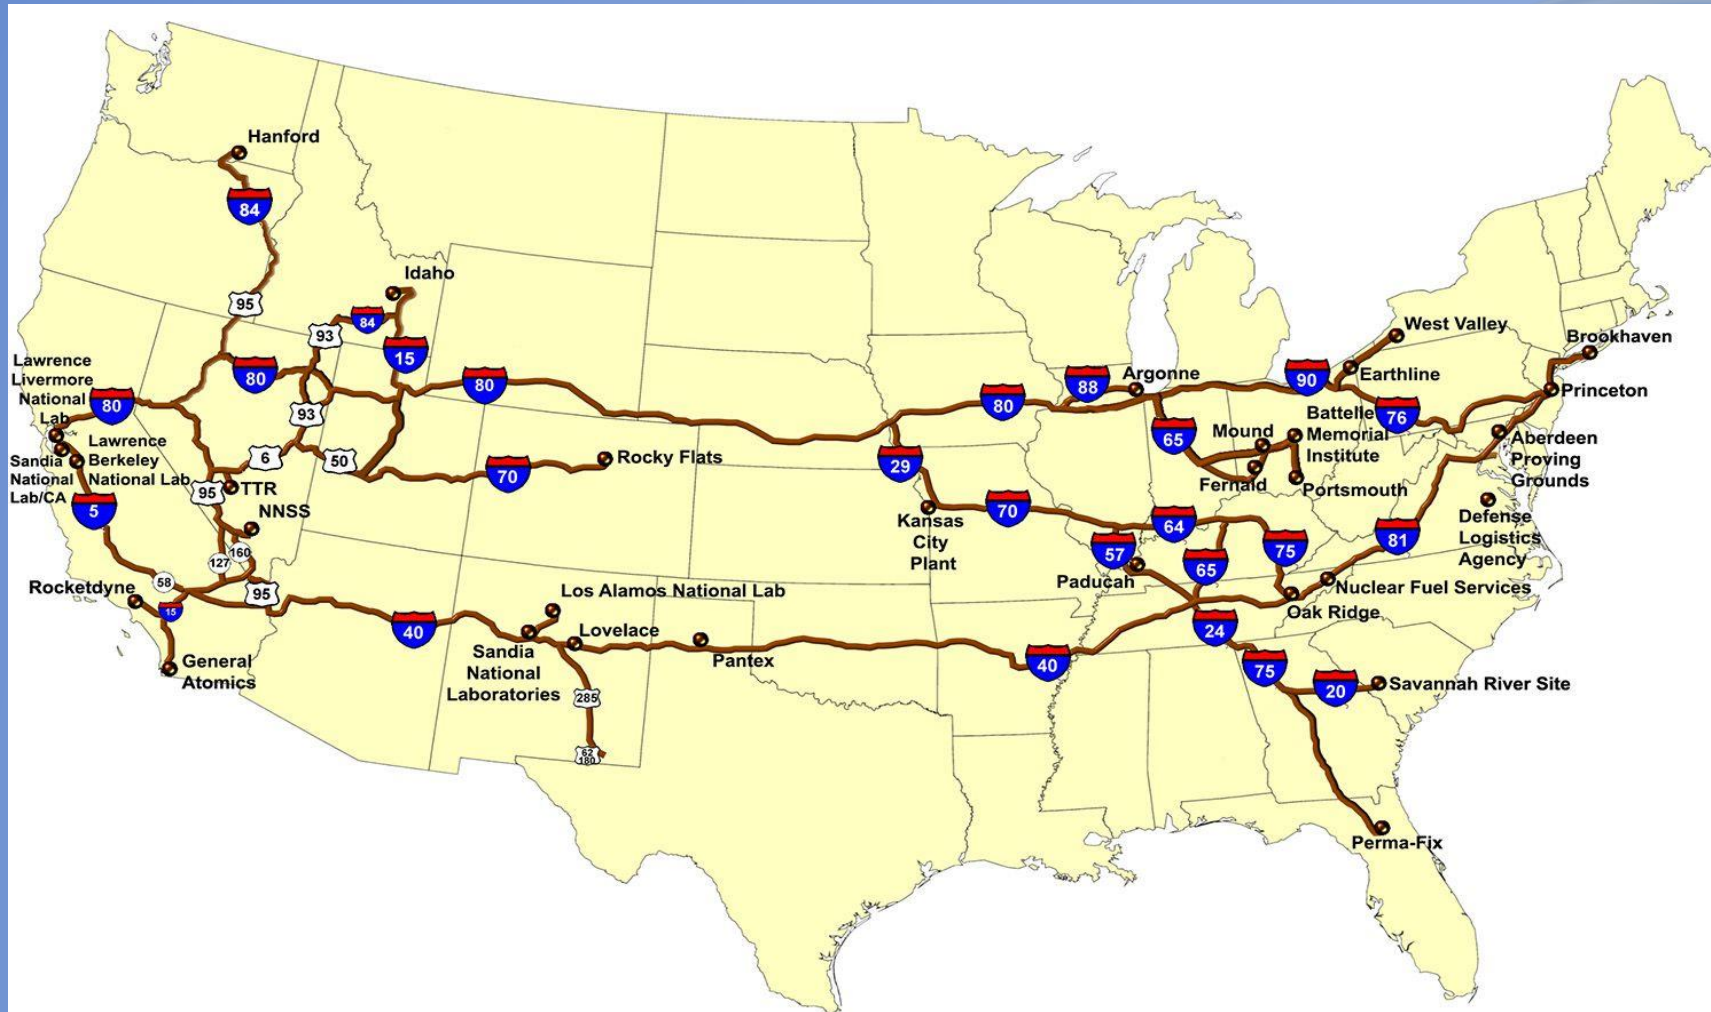 Hanford
84
95
Idaho
84
93
15
80
80
93
Lawrence
Livermore
National
Lab
80
Lawrence
Berkeley
National Lab
Sandia
National
Lab/CA
6
50
95
TTR
NNSS
5
70
Rocky Flats
160
127
58
95
Rocketdyne
15
General
Atomics
40
Los Alamos National Lab
Lovelace
Sandia
National
Laboratories
Pantex
285
62
180
80
88
Argonne
90
West Valley
Earthline
Brookhaven
Princeton
76
65
Mound
Battelle
Memorial
Institute
Fernald
Portsmouth
Aberdeen
Proving
Grounds
29
Kansas
City
Plant
70
64
57
Paducah
65
75
81
Defense
Logistics
Agency
Nuclear Fuel Services
Oak Ridge
24
40
75
20
Savannah River Site
Perma-Fix